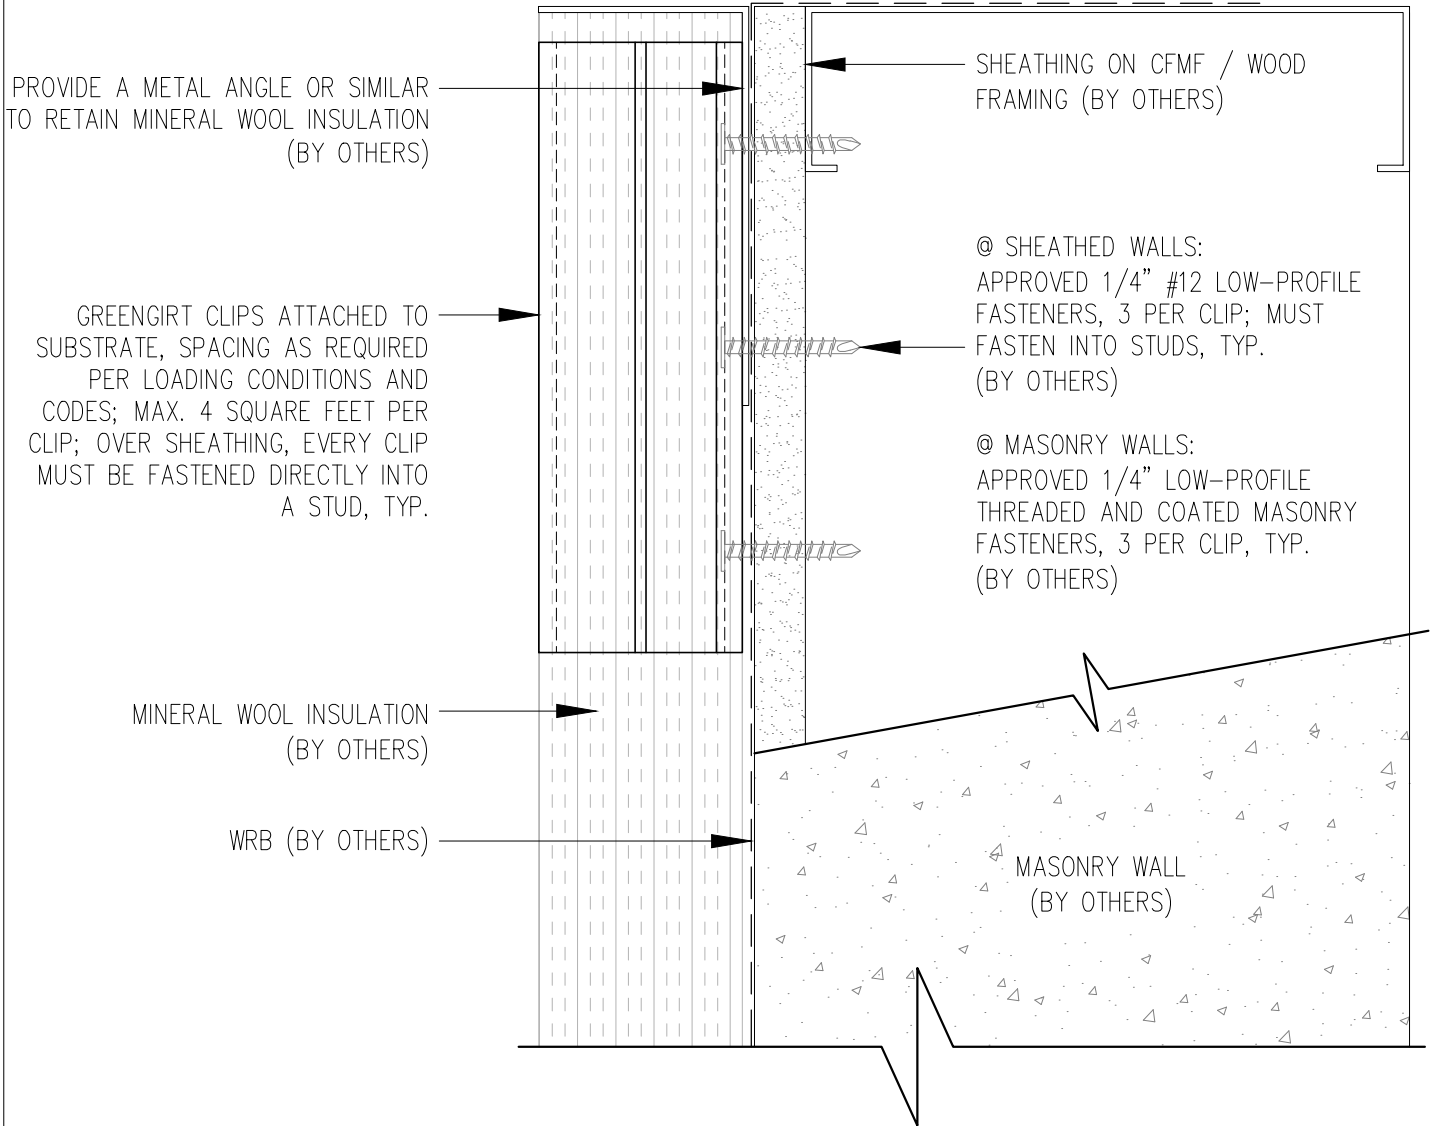 PROVIDE A METAL ANGLE OR SIMILAR
TO RETAIN MINERAL WOOL INSULATION
(BY OTHERS)
GREENGIRT CLIPS ATTACHED TO
SUBSTRATE, SPACING AS REQUIRED
PER LOADING CONDITIONS AND
CODES; MAX. 4 SQUARE FEET PER
CLIP; OVER SHEATHING, EVERY CLIP
MUST BE FASTENED DIRECTLY INTO
A STUD, TYP.
MINERAL WOOL INSULATION
(BY OTHERS)
WRB (BY OTHERS)
SHEATHING ON CFMF / WOOD
FRAMING (BY OTHERS)
@ SHEATHED WALLS:
APPROVED 1/4" #12 LOW-PROFILE
FASTENERS, 3 PER CLIP; MUST
FASTEN INTO STUDS, TYP.
(BY OTHERS)
@ MASONRY WALLS:
APPROVED 1/4" LOW-PROFILE
THREADED AND COATED MASONRY
FASTENERS, 3 PER CLIP, TYP.
(BY OTHERS)
MASONRY WALL
(BY OTHERS)